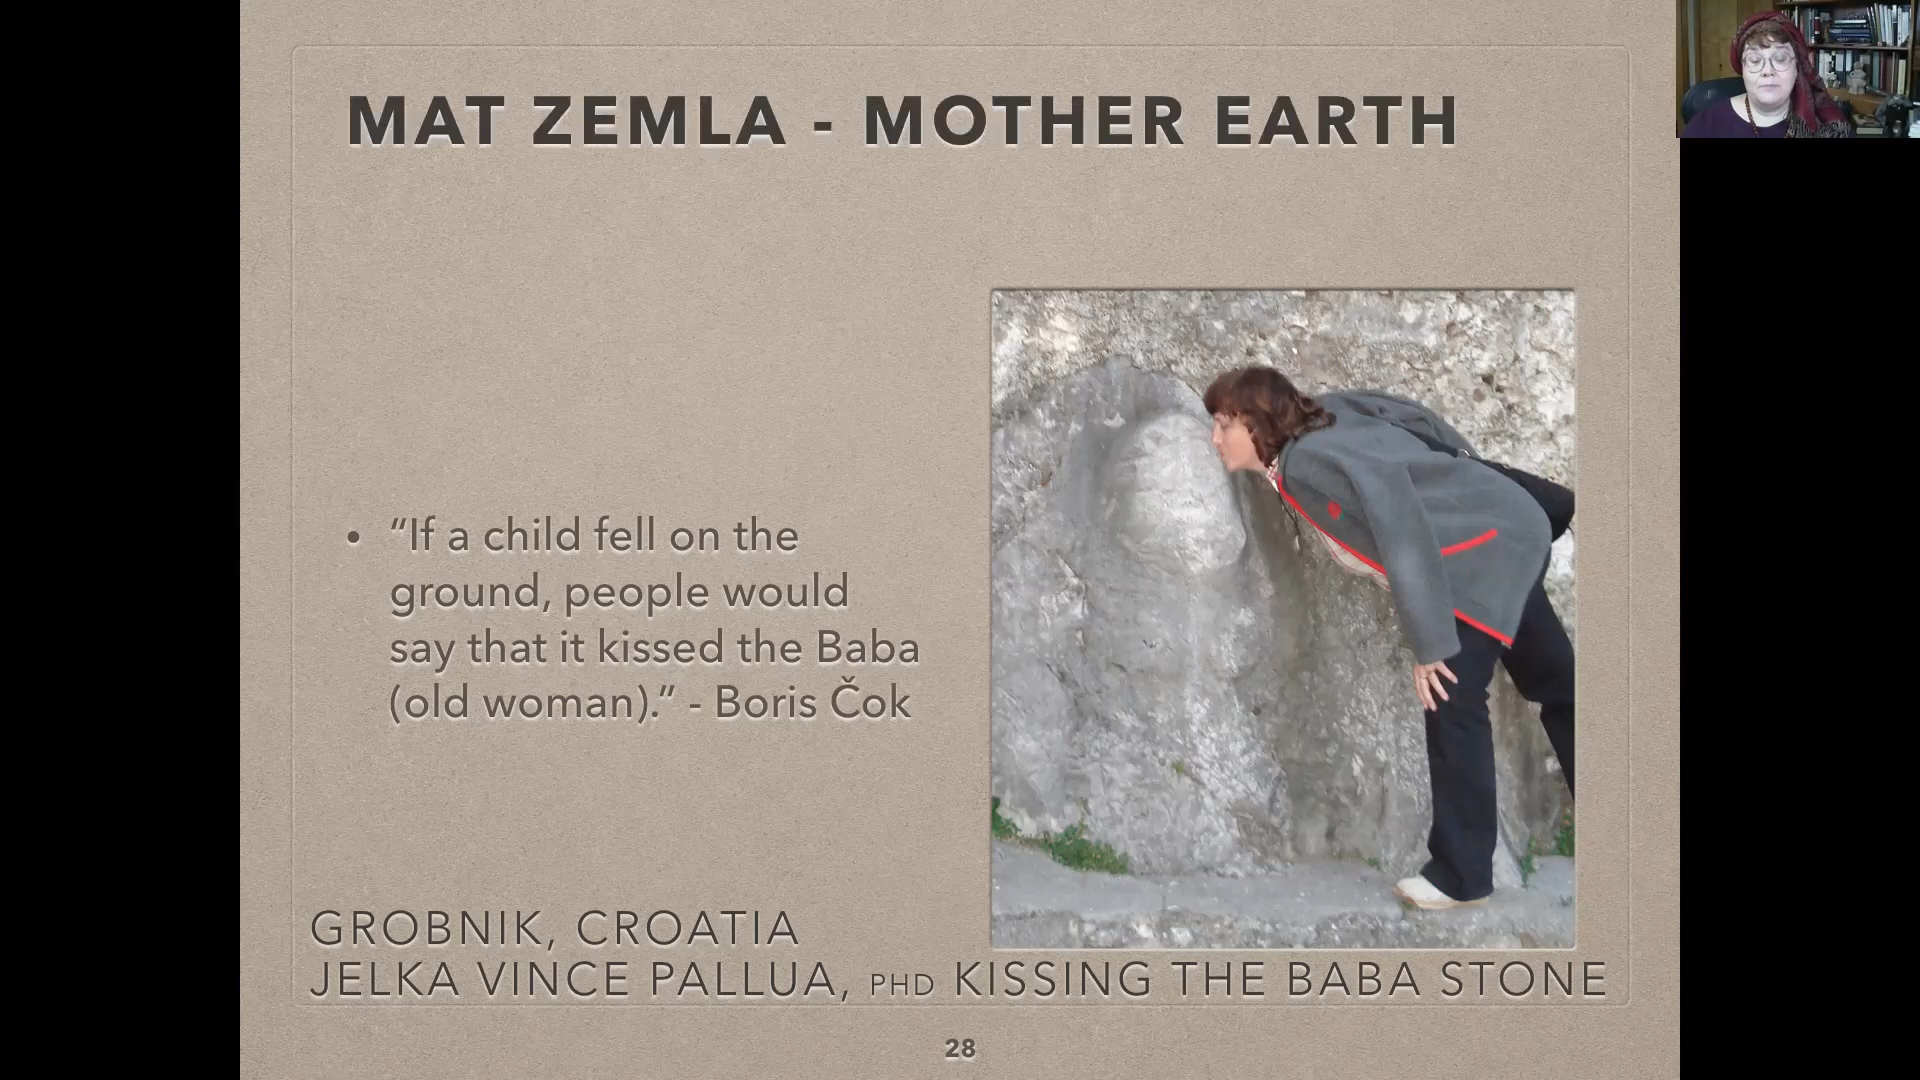 MAT ZEMLA - MOTHER EARTH
• “If a child fell on the
ground, people would
say that it kissed the Baba
(old woman).” - Boris Čok
GROBNIK, CROATIA
JELKA VINCE PALLUA, PHD KISSING THE BABA STONE
28